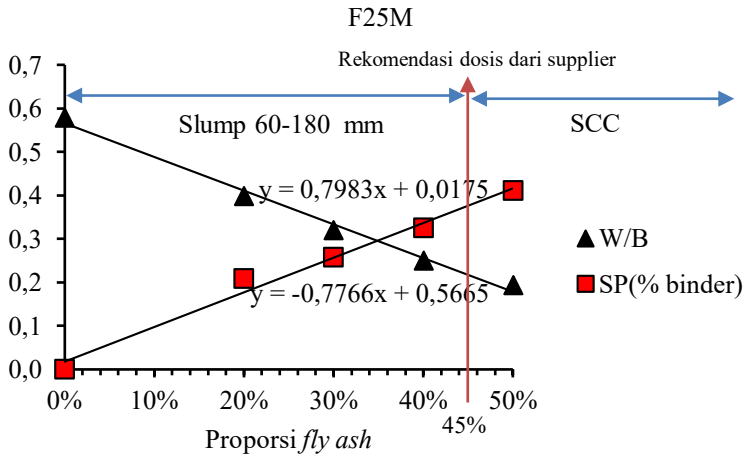 F25M
Rekomendasi dosis dari supplier
0,7
0,6
0,5
0,4
0,3
0,2
0,1
0,0
Slump 60-180 mm
SCC
y = 0,7983x + 0,0175
y = -0,7766x + 0,5665
W/B
SP(% binder)
0% 10% 20% 30% 40% 50%
45%
Proporsi fly ash